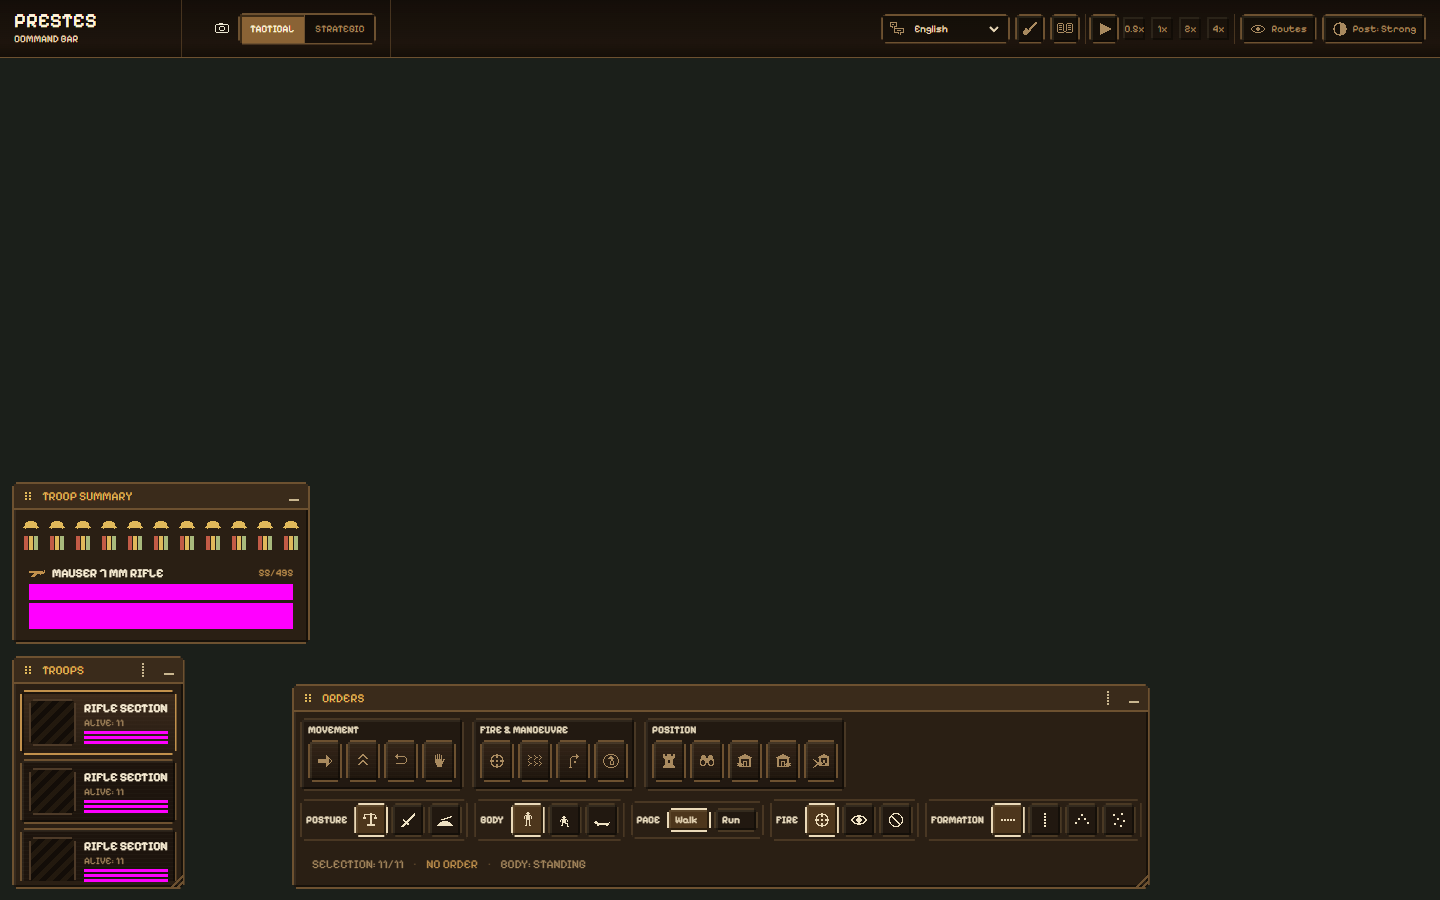 PRESTES
COMMAND BAR
TACTICAL
STRATEGIC
English
0.5x
1x
2x
4x
Routes
Post: Strong
TROOP SUMMARY
MAUSER 7 MM RIFLE
TROOPS
RIFLE SECTION
ALIVE: 11
RIFLE SECTION
ALIVE: 11
RIFLE SECTION
ALIVE: 11
ORDERS
MOVEMENT
FIRE & MANOEUVRE
POSITION
POSTURE
BODY
PACE
Walk
Run
FIRE
FORMATION
SELECTION: 11/11 · NO ORDER · BODY: STANDING